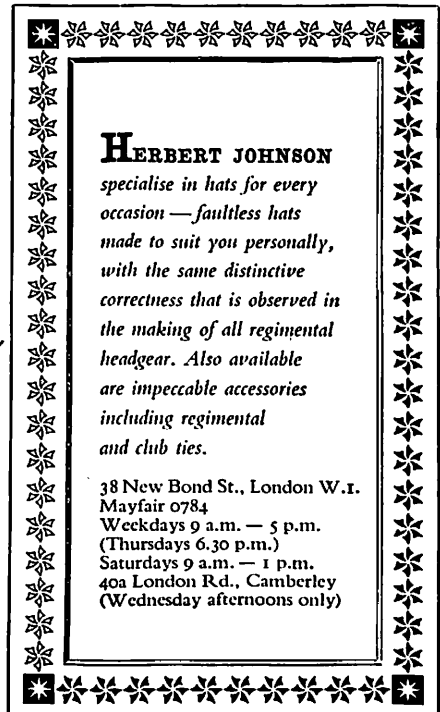 HERBERT JOHNSON
specialise in hats for every
occasion — faultless hats
made to suit you personally,
with the same distinctive
correctness that is observed in
the making of all regimental
headgear. Also available
are impeccable accessories
including regimental
and club ties.
38 New Bond St., London W.1.
Mayfair 0784
Weekdays 9 a.m. — 5 p.m.
(Thursdays 6.30 p.m.)
Saturdays 9 a.m. — 1 p.m.
40a London Rd., Camberley
(Wednesday afternoons only)